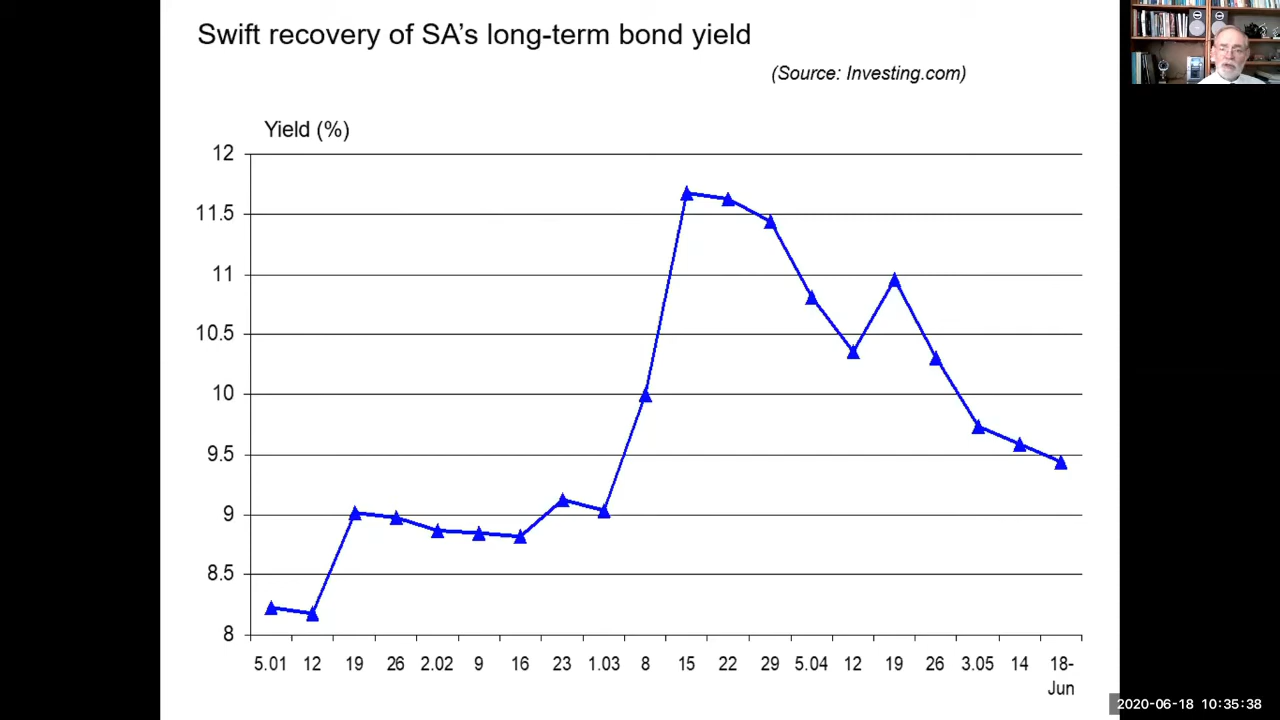 Swift recovery of SA's long-term bond yield
(Source: Investing.com)
Yield (%)
12
11.5
11
10.5
10
9.5
9
8.5
8
5.01 12 19 26 2.02 9 16 23 1.03 8 15 22 29 5.04 12 19 26 3.05 14 18-
Jun
2020-06-18 10:35:38